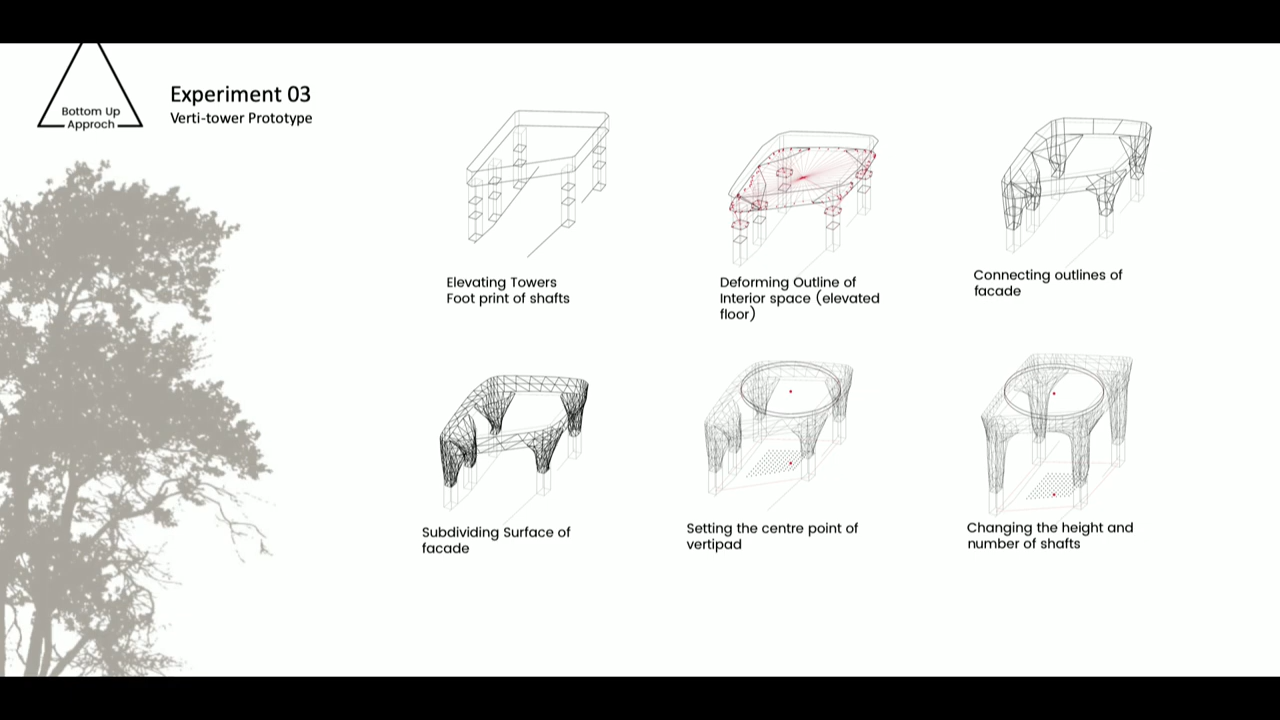 Bottom Up
Approch
Experiment 03
Verti-tower Prototype
Elevating Towers
Foot print of shafts
Deforming Outline of
Interior space (elevated
floor)
Connecting outlines of
facade
Subdividing Surface of
facade
Setting the centre point of
vertipad
Changing the height and
number of shafts